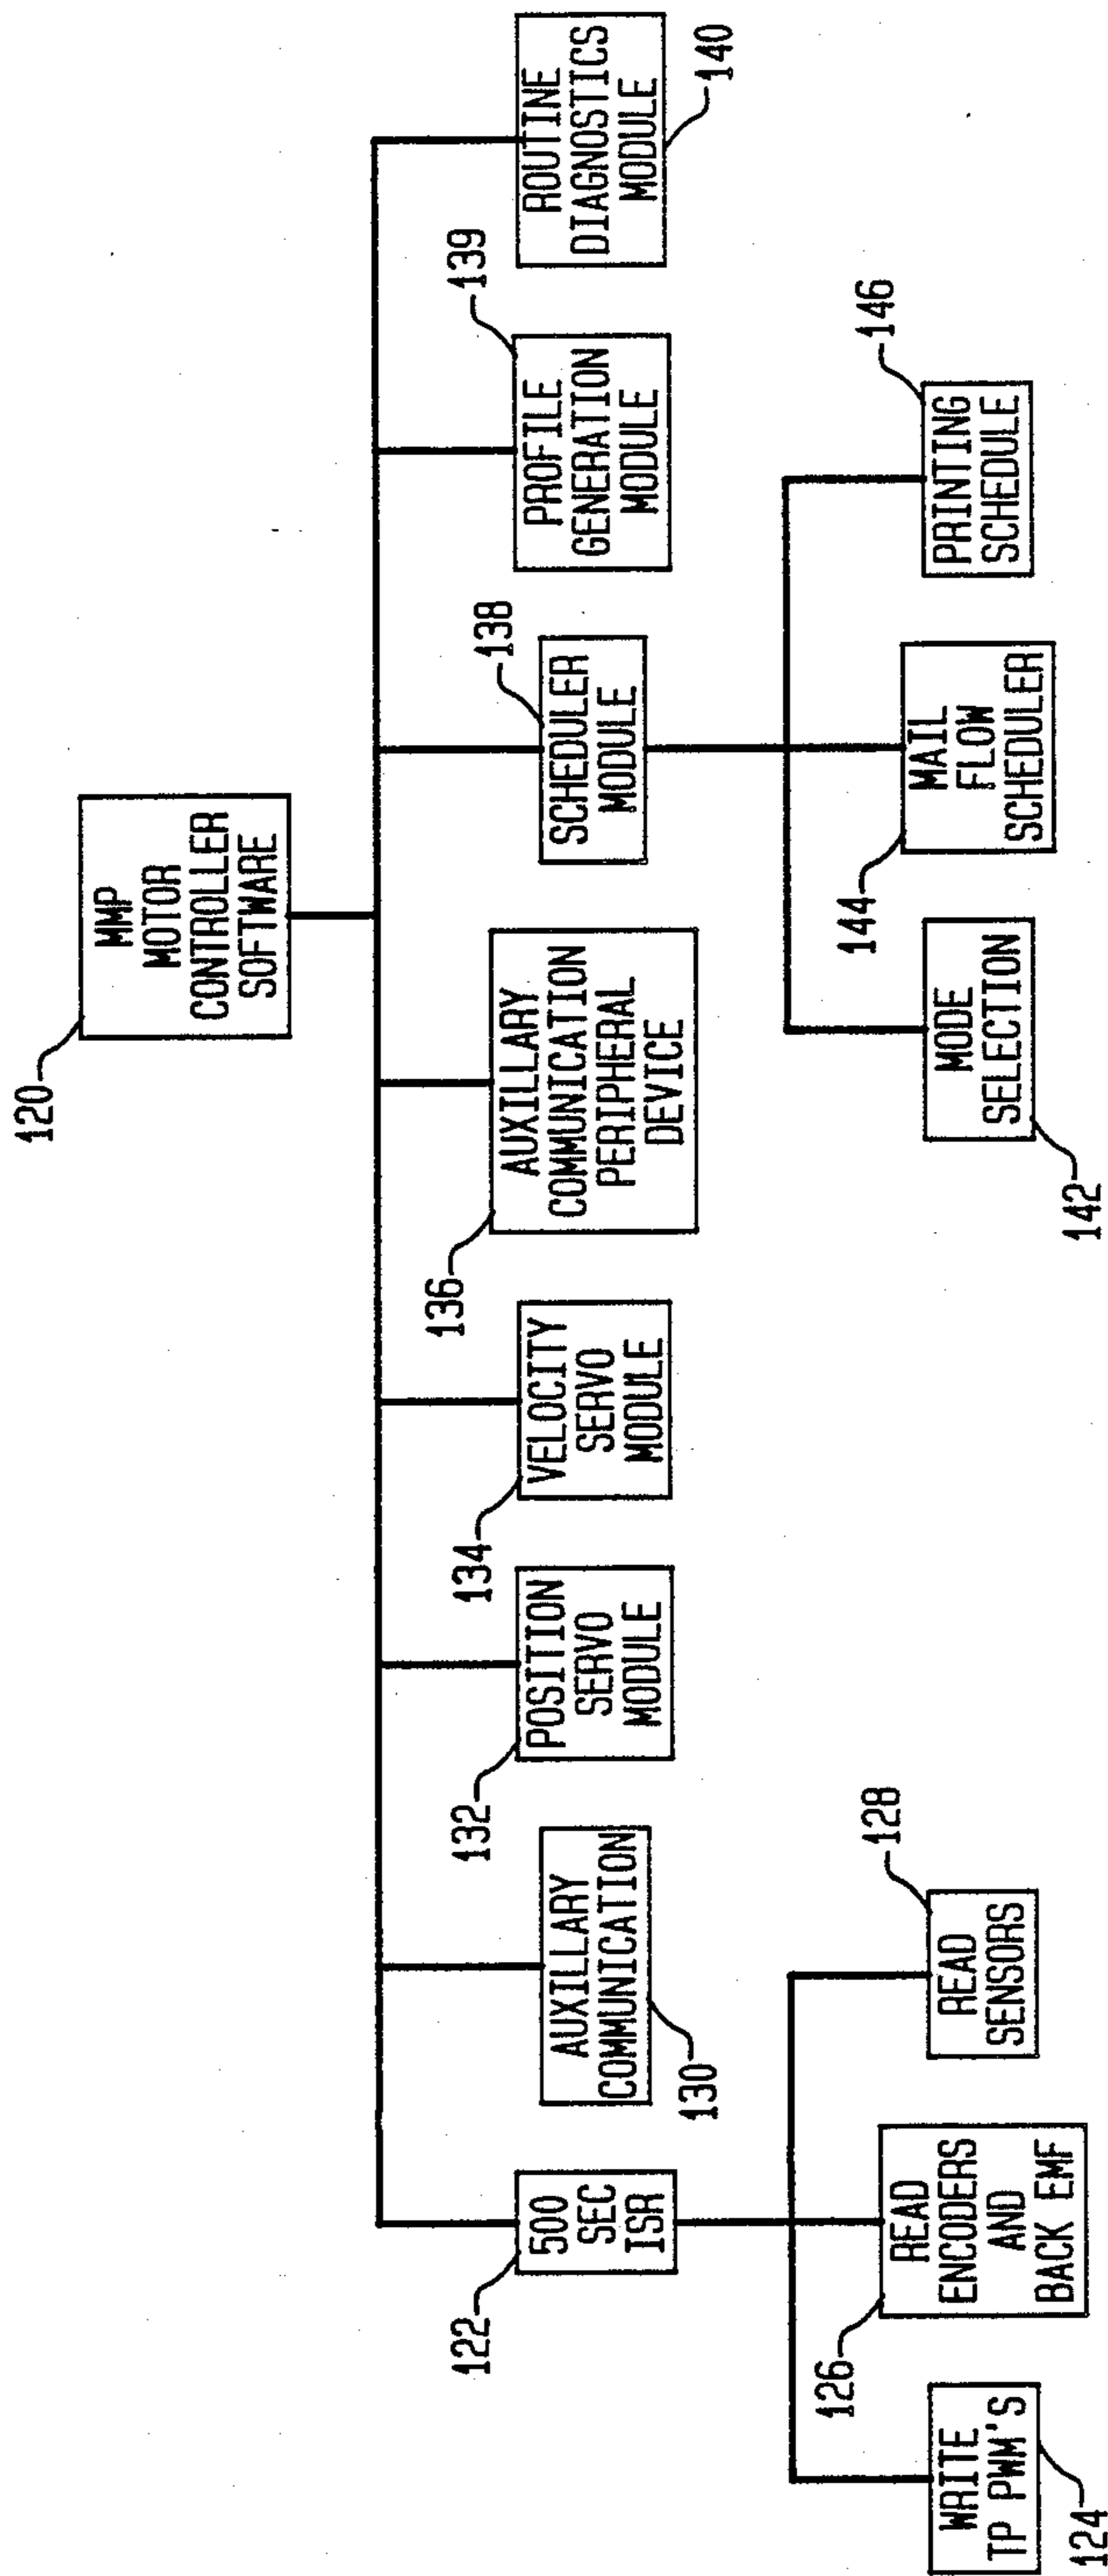 120
MMP
MOTOR
CONTROLLER
SOFTWARE
122
500
SEC
ISR
AUXILLARY
COMMUNICATION
130
132
POSITION
SERVO
MODULE
134
VELOCITY
SERVO
MODULE
136
AUXILLARY
COMMUNICATION
PERIPHERAL
DEVICE
138
SCHEDULER
MODULE
139
PROFILE
GENERATION
MODULE
ROUTINE
DIAGNOSTICS
MODULE
140
WRITE
TP PWM'S
124
126
READ
ENCODERS
AND
BACK EMF
128
READ
SENSORS
MODE
SELECTION
142
144
MAIL
FLOW
SCHEDULER
146
PRINTING
SCHEDULE